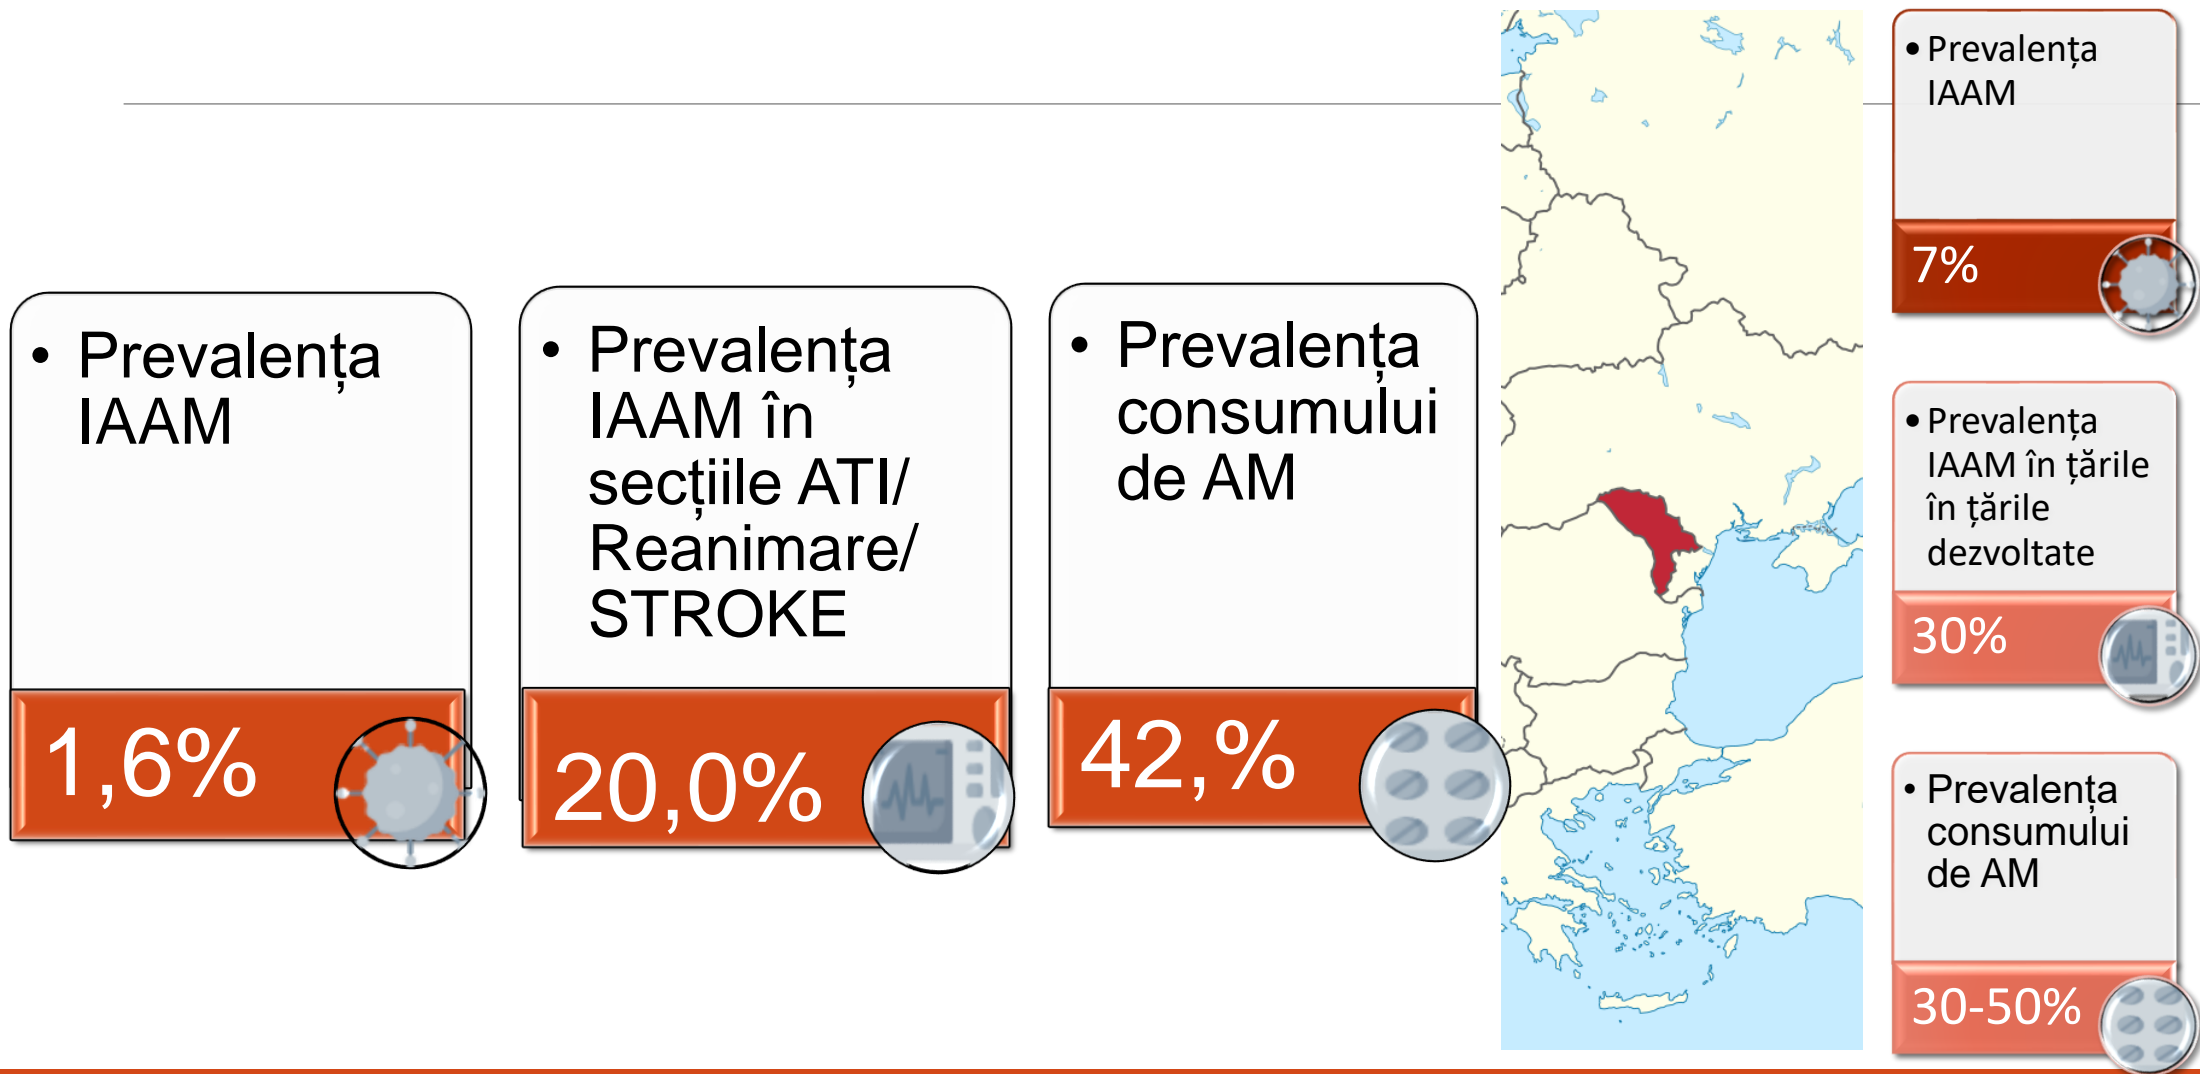 • Prevalența
IAAM
1,6%
• Prevalența
IAAM în
secțiile ATI/
Reanimare/
STROKE
20,0%
• Prevalența
consumului
de AM
42,%
• Prevalența
IAAM
7%
• Prevalența
IAAM în țările
în țările
dezvoltate
30%
• Prevalența
consumului
de AM
30-50%